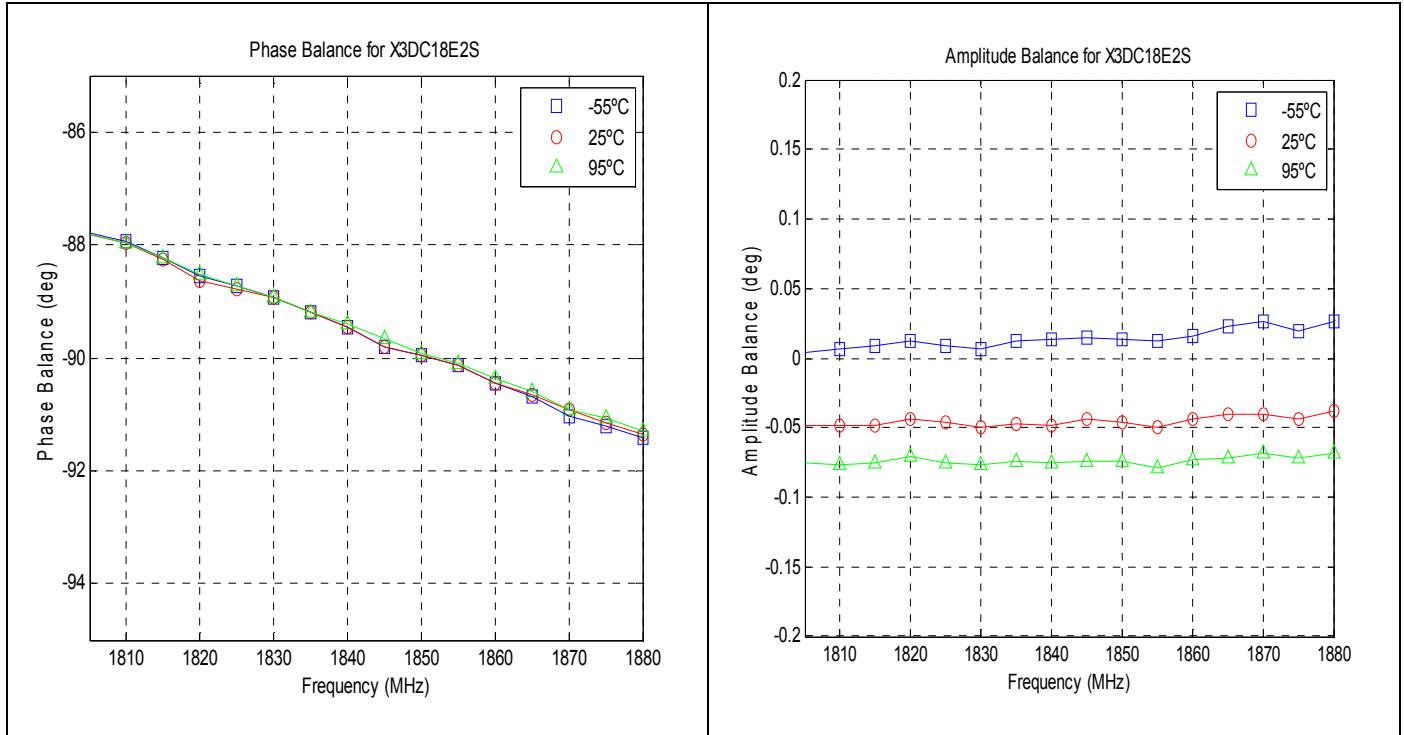 Phase Balance for X3DC18E2S
-55ºC
25ºC
95ºC
-86
-88
-90
-92
-94
Phase Balance (deg)
1810 1820 1830 1840 1850 1860 1870 1880
Frequency (MHz)
Amplitude Balance for X3DC18E2S
-55ºC
25ºC
95ºC
0.2
0.15
0.1
0.05
0
-0.05
-0.1
-0.15
-0.2
Amplitude Balance (deg)
1810 1820 1830 1840 1850 1860 1870 1880
Frequency (MHz)